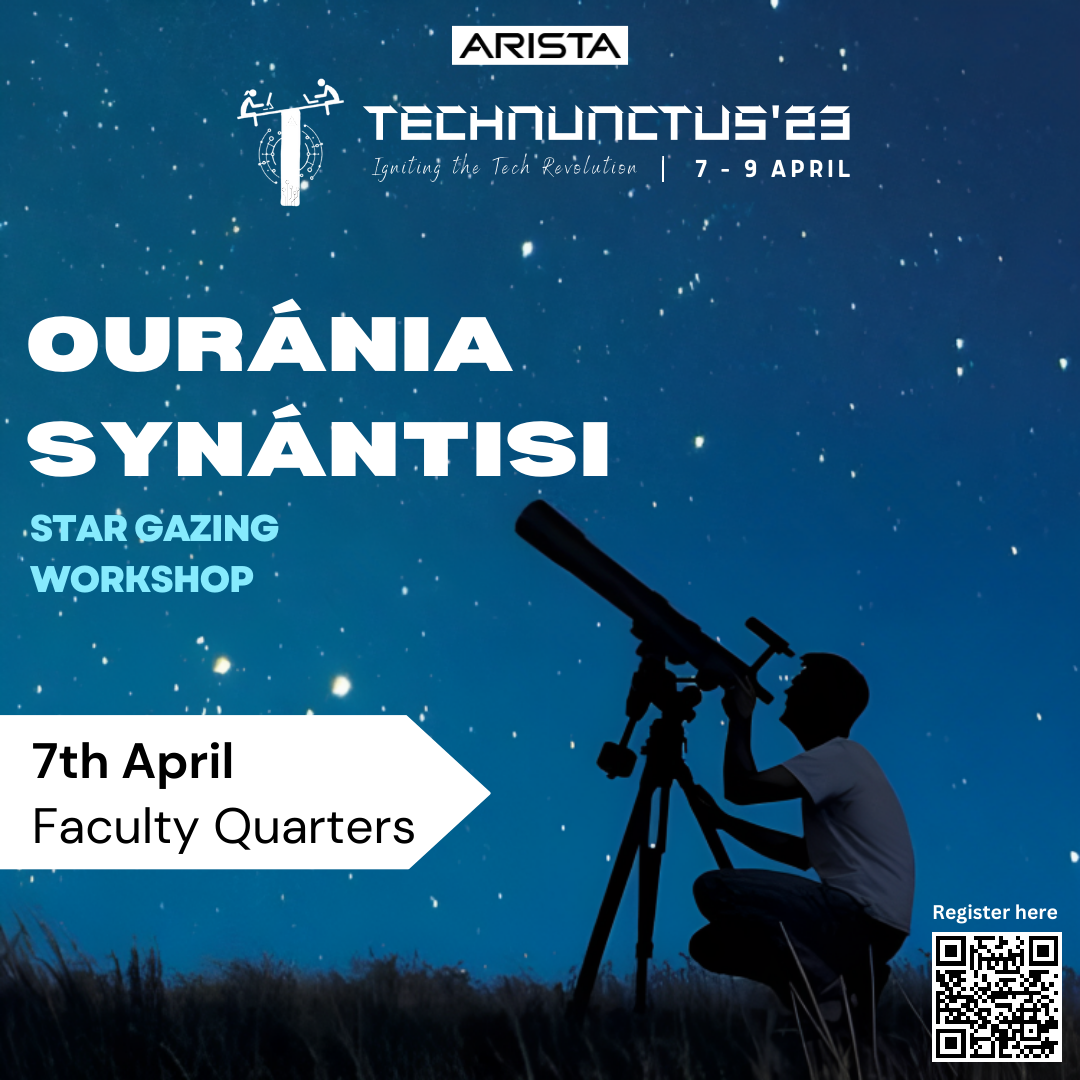 ARISTA
TECHNUNCTUS'23
Igniting the Tech Revolution | 7 - 9 APRIL
OURÁNIA
SYNÁNTISI
STAR GAZING
WORKSHOP
7th April
Faculty Quarters
Register here